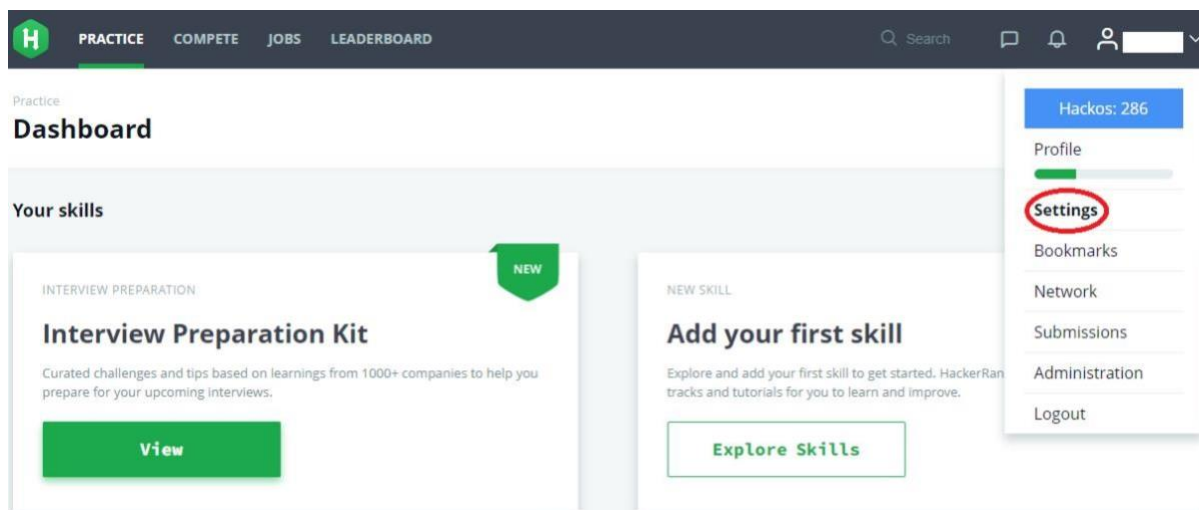 H PRACTICE COMPETE JOBS LEADERBOARD Search
Practice
Dashboard
Hackos: 286
Profile
Settings
Bookmarks
Network
Submissions
Administration
Logout
Your skills
NEW
INTERVIEW PREPARATION
Interview Preparation Kit
Curated challenges and tips based on learnings from 1000+ companies to help you
prepare for your upcoming interviews.
View
NEW SKILL
Add your first skill
Explore and add your first skill to get started. HackerRan
tracks and tutorials for you to learn and improve.
Explore Skills